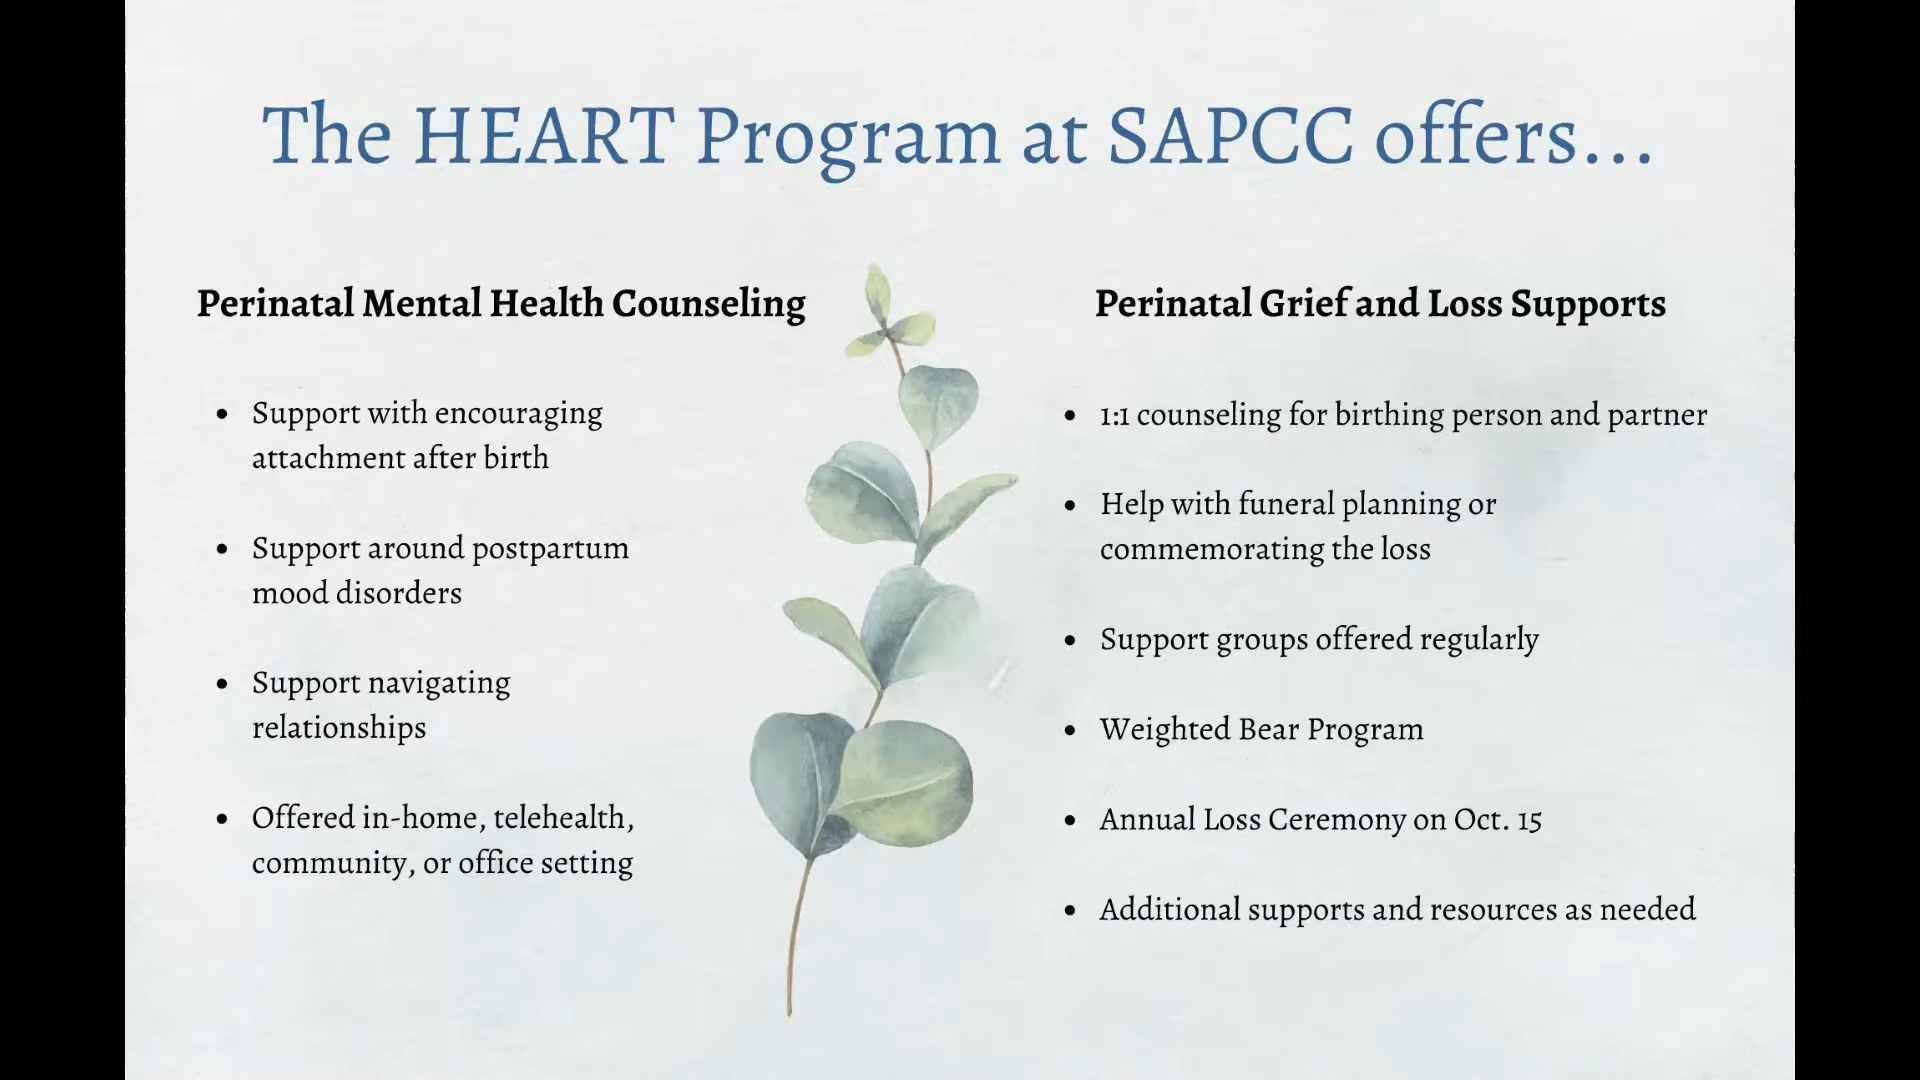 The HEART Program at SAPCC offers...
Perinatal Mental Health Counseling
• Support with encouraging
attachment after birth
• Support around postpartum
mood disorders
• Support navigating
relationships
• Offered in-home, telehealth,
community, or office setting
Perinatal Grief and Loss Supports
• 1:1 counseling for birthing person and partner
• Help with funeral planning or
commemorating the loss
• Support groups offered regularly
• Weighted Bear Program
• Annual Loss Ceremony on Oct. 15
• Additional supports and resources as needed